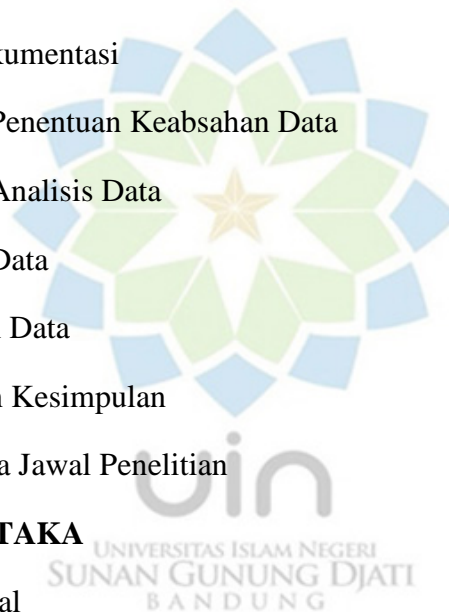 kumentasi
Penentuan Keabsahan Data
Analisis Data
Data
Data
Kesimpulan
a Jawal Penelitian
TAKA
uin
UNIVERSITAS ISLAM NEGERI
SUNAN GUNUNG DJATI
BANDUNG
al